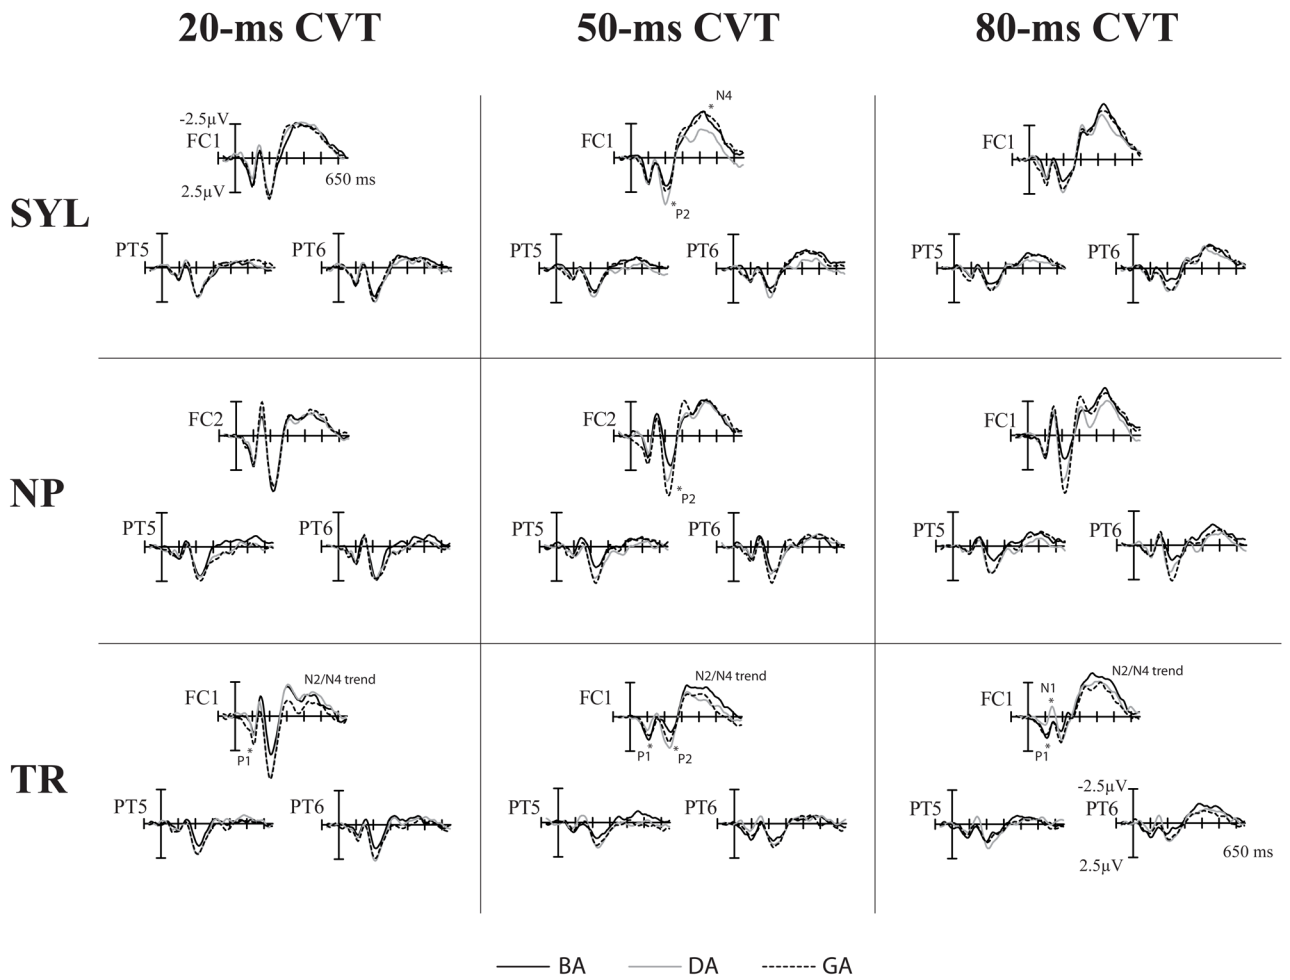 20-ms CVT 50-ms CVT 80-ms CVT
SYL
-2.5µV
FC1
2.5µV
650 ms
PT5 PT6
FC1
* N4
* P2
PT5 PT6
FC1
PT5 PT6
NP
FC2
PT5 PT6
FC2
* P2
PT5 PT6
FC1
PT5 PT6
TR
N2/N4 trend
FC1
P1 *
PT5 PT6
N2/N4 trend
FC1
* *
P1 P2
PT5 PT6
N2/N4 trend
FC1
N1
*
P1 *
-2.5µV
PT5 PT6
650 ms
2.5µV
BA DA GA